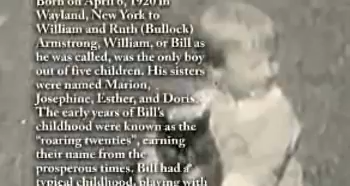 Born on April 6, 1920 in
Wayland, New York to
William and Ruth (Bullock)
Armstrong, William, or Bill as
he was called, was the only boy
out of five children. His sisters
were named Marion,
Josephine, Esther, and Doris.
The early years of Bill's
childhood were known as the
"roaring twenties", earning
their name from the
prosperous times. Bill had a
typical childhood, playing with